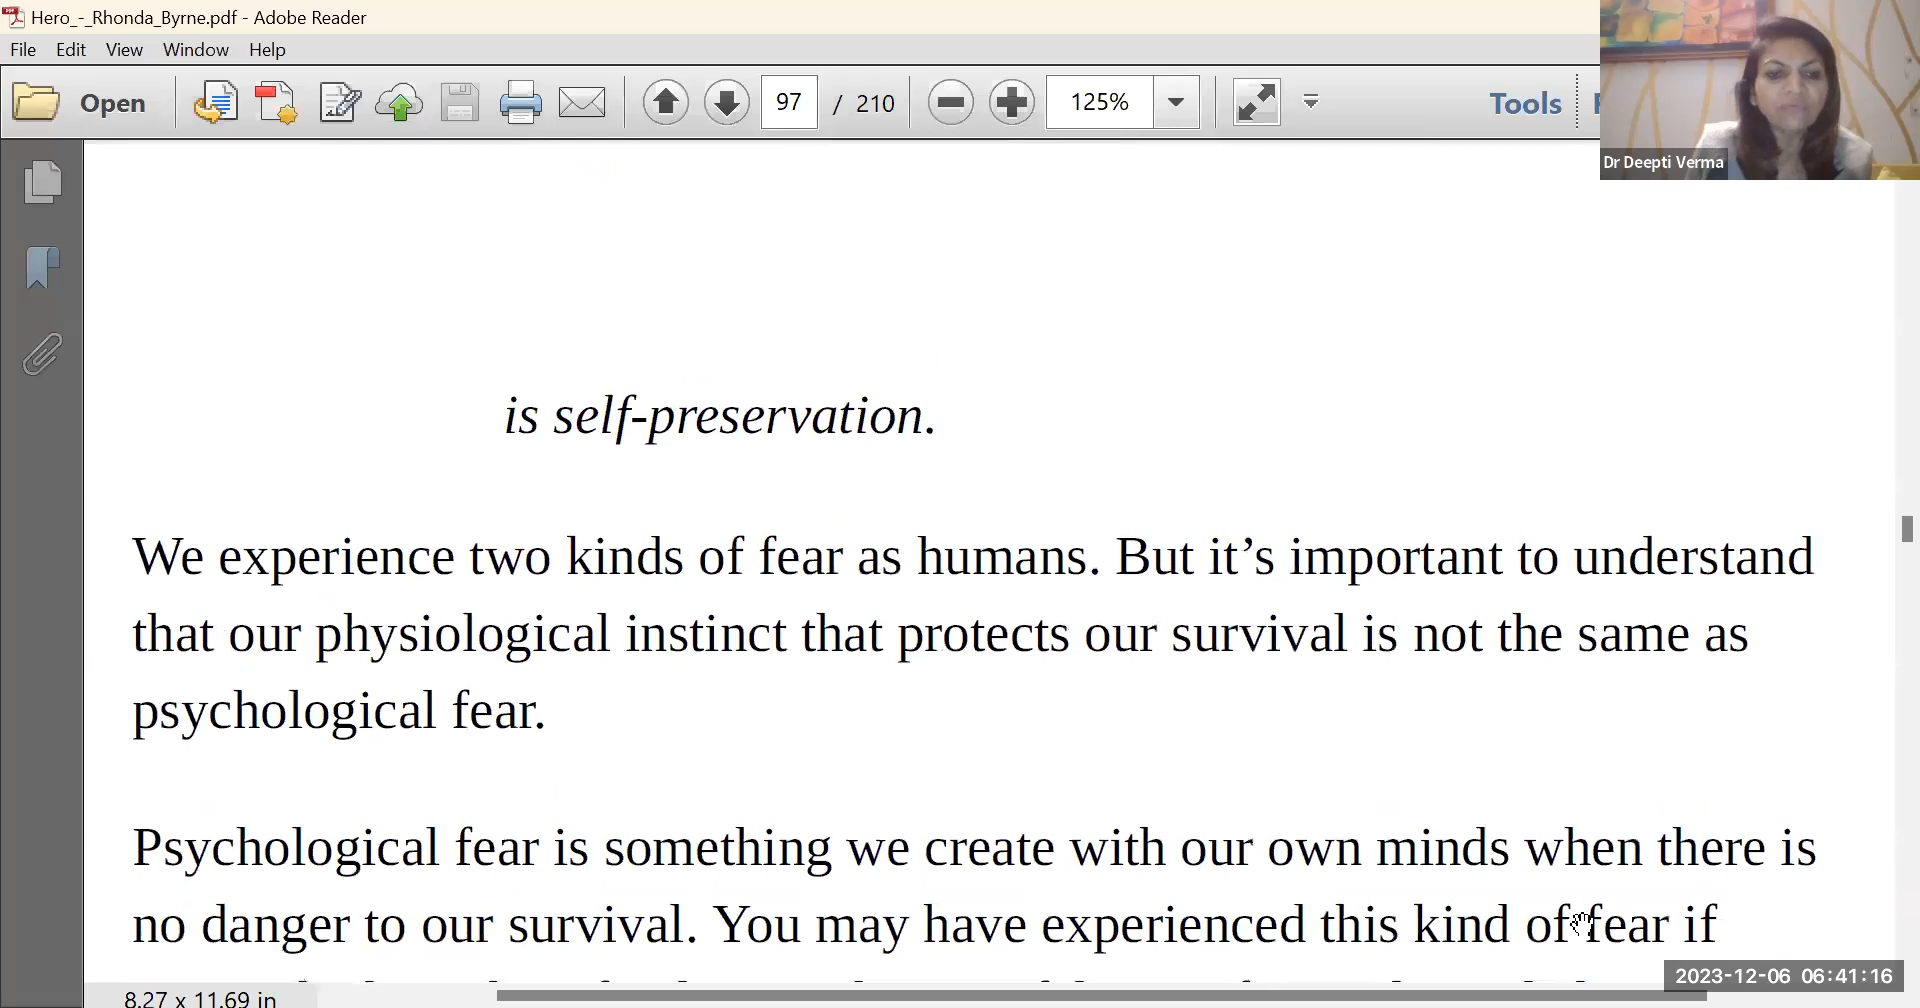 Hero_-_Rhonda_Byrne.pdf - Adobe Reader
File Edit View Window Help
Open 97 / 210 125% Tools
Dr Deepti Verma
is self-preservation.
We experience two kinds of fear as humans. But it’s important to understand
that our physiological instinct that protects our survival is not the same as
psychological fear.
Psychological fear is something we create with our own minds when there is
no danger to our survival. You may have experienced this kind of fear if
2023-12-06 06:41:16
8.27 x 11.69 in